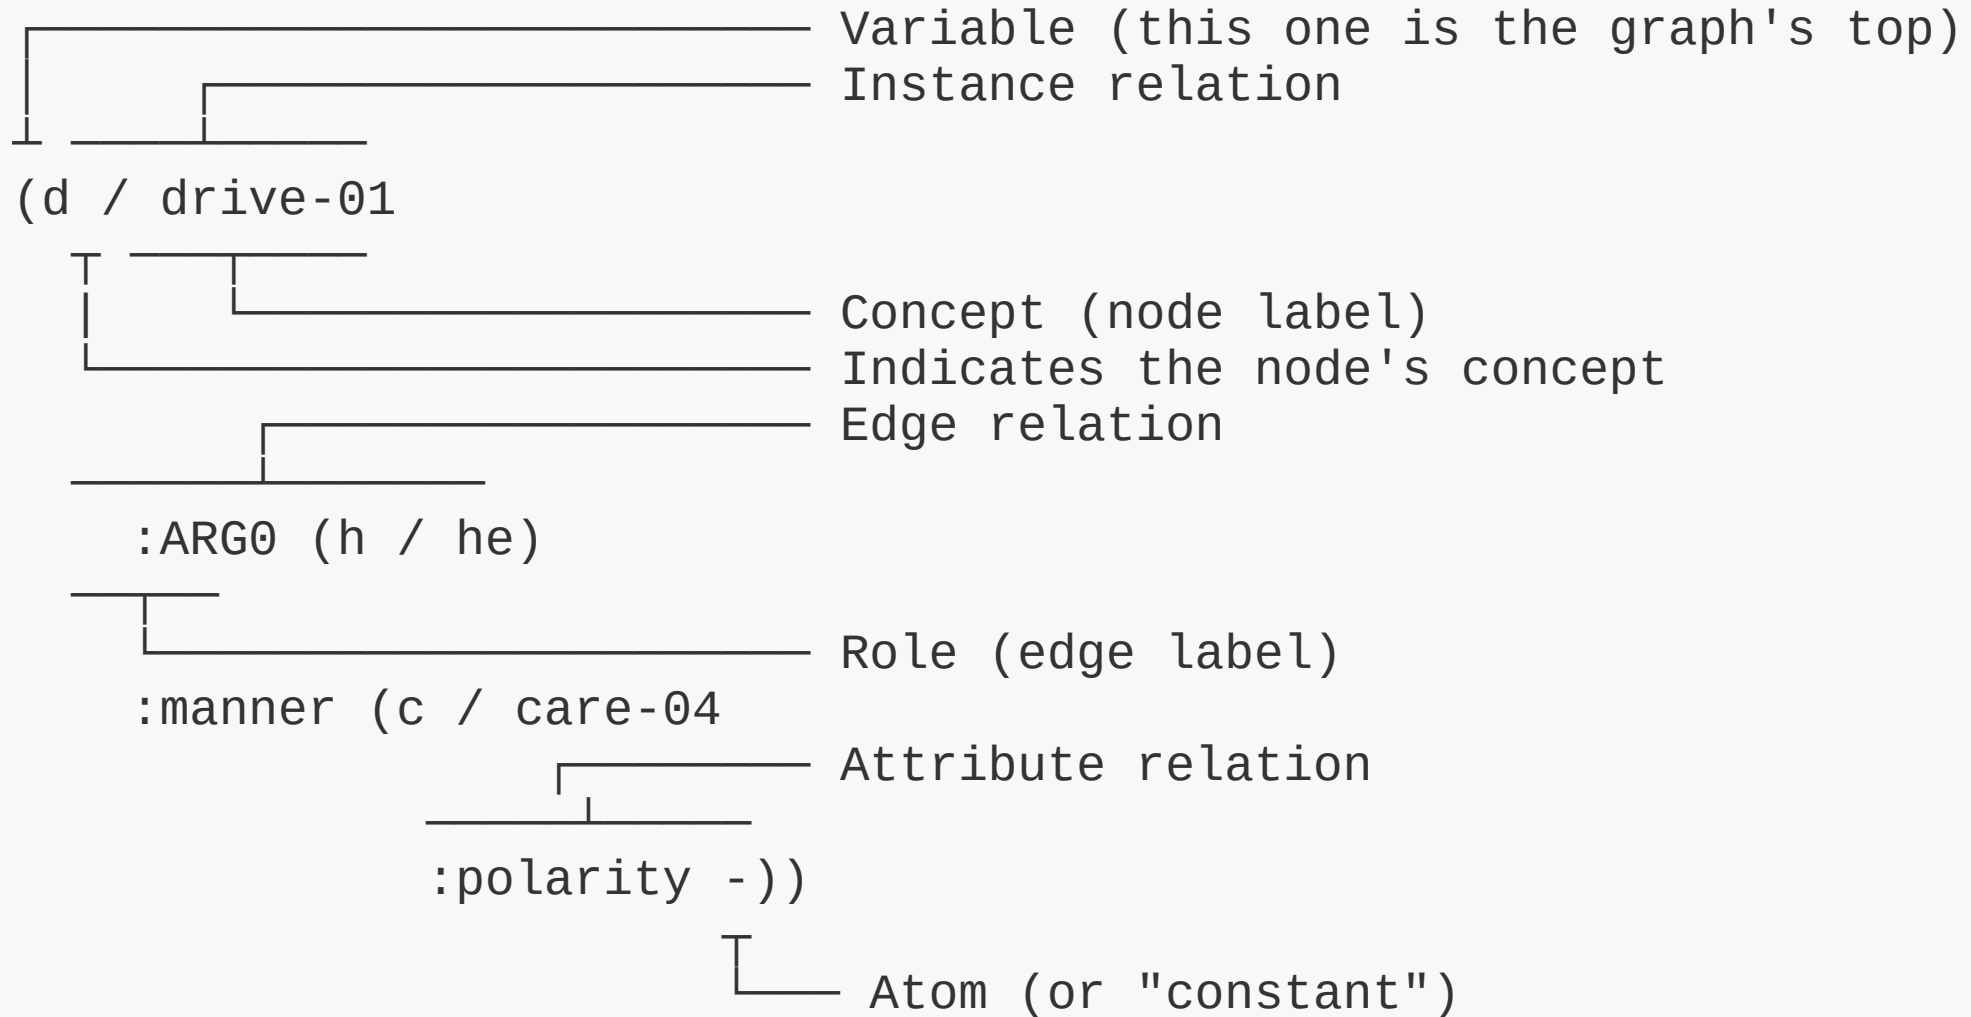 Variable (this one is the graph's top)
Instance relation
(d / drive-01
Concept (node label)
Indicates the node's concept
Edge relation
:ARG0 (h / he)
Role (edge label)
:manner (c / care-04
Attribute relation
:polarity -))
Atom (or "constant")